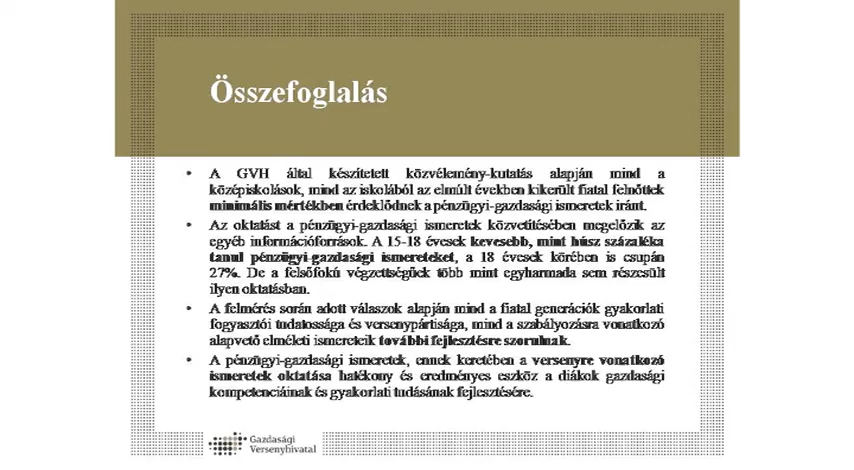 Összefoglalás
• A GVH által készítetett közvélemény-kutatás alapján mind a
középiskolások, mind az iskolából az elmúlt években kikerült fiatal felnőttek
minimális mértékben érdeklődnek a pénzügyi-gazdasági ismeretek iránt.
• Az oktatást a pénzügyi-gazdasági ismeretek közvetítésében megelőzik az
egyéb információforrások. A 15-18 évesek kevesebb, mint húsz százaléka
tanul pénzügyi-gazdasági ismereteket, a 18 évesek körében is csupán
27%. De a felsőfokú végzettségűek több mint egyharmada sem részesült
ilyen oktatásban.
• A felmérés során adott válaszok alapján mind a fiatal generációk gyakorlati
fogyasztói tudatossága és versenypártisága, mind a szabályozásra vonatkozó
alapvető elméleti ismereteik további fejlesztésre szorulnak.
• A pénzügyi-gazdasági ismeretek, ennek keretében a versenyre vonatkozó
ismeretek oktatása hatékony és eredményes eszköz a diákok gazdasági
kompetenciáinak és gyakorlati tudásának fejlesztésére.
Gazdasági
Versenyhivatal